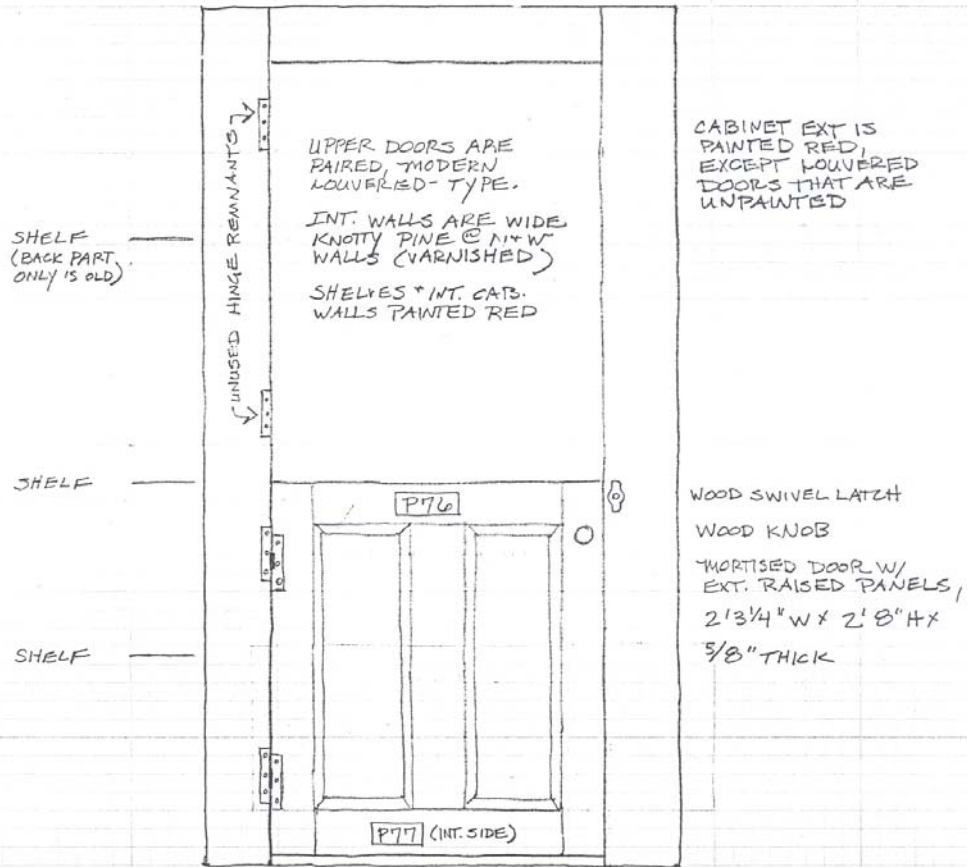 UNUSED HINGE REMNANTS
UPPER DOORS ARE
PAIRED, MODERN
LOUVERED-TYPE.
INT. WALLS ARE WIDE
KNOTTY PINE @ N+W
WALLS (VARNISHED)
SHELVES + INT. CAB.
WALLS PAINTED RED
CABINET EXT IS
PAINTED RED,
EXCEPT LOUVERED
DOORS THAT ARE
UNPAINTED
SHELF
(BACK PART
ONLY IS OLD)
SHELF
P76
WOOD SWIVEL LATCH
WOOD KNOB
MORTISED DOOR W/
EXT. RAISED PANELS,
2'3 1/4" W X 2'8" H X
5/8" THICK
SHELF
P77 (INT. SIDE)